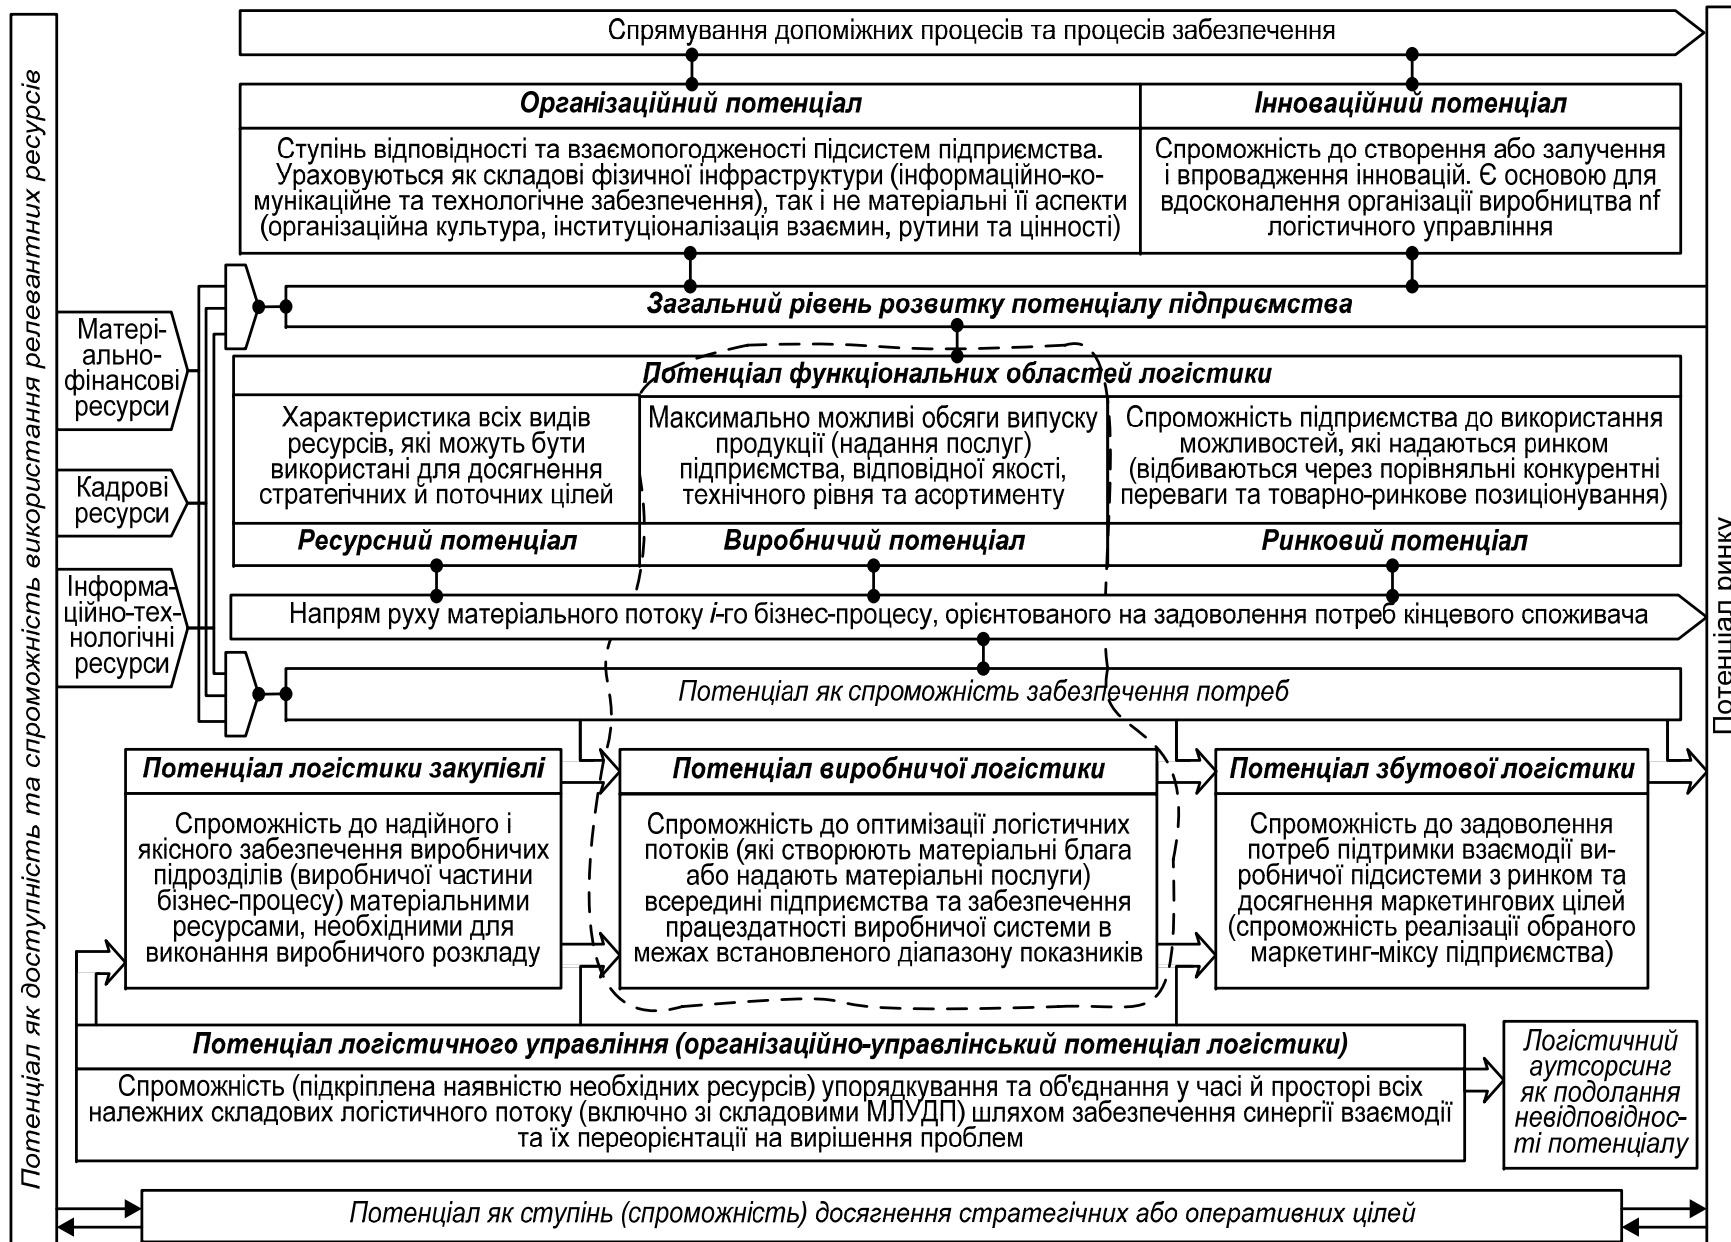 Потенціал як доступність та спроможність використання релевантних ресурсів
Спрямування допоміжних процесів та процесів забезпечення
Організаційний потенціал
Ступінь відповідності та взаємопогодженості підсистем підприємства.
Ураховуються як складові фізичної інфраструктури (інформаційно-ко-
мунікаційне та технологічне забезпечення), так і не матеріальні її аспекти
(організаційна культура, інституціоналізація взаємин, рутини та цінності)
Інноваційний потенціал
Спроможність до створення або залучення
і впровадження інновацій. Є основою для
вдосконалення організації виробництва nf
логістичного управління
Загальний рівень розвитку потенціалу підприємства
Матері-
ально-
фінансові
ресурси
Кадрові
ресурси
Інформа-
ційно-тех-
нологічні
ресурси
Потенціал функціональних областей логістики
Характеристика всіх видів
ресурсів, які можуть бути
використані для досягнення
стратегічних й поточних цілей
Ресурсний потенціал
Максимально можливі обсяги випуску
продукції (надання послуг)
підприємства, відповідної якості,
технічного рівня та асортименту
Виробничий потенціал
Спроможність підприємства до використання
можливостей, які надаються ринком
(відбиваються через порівняльні конкурентні
переваги та товарно-ринкове позиціонування)
Ринковий потенціал
Напрям руху матеріального потоку i-го бізнес-процесу, орієнтованого на задоволення потреб кінцевого споживача
Потенціал як спроможність забезпечення потреб
Потенціал логістики закупівлі
Спроможність до надійного і
якісного забезпечення виробничих
підрозділів (виробничої частини
бізнес-процесу) матеріальними
ресурсами, необхідними для
виконання виробничого розкладу
Потенціал виробничої логістики
Спроможність до оптимізації логістичних
потоків (які створюють матеріальні блага
або надають матеріальні послуги)
всередині підприємства та забезпечення
працездатності виробничої системи в
межах встановленого діапазону показників
Потенціал збутової логістики
Спроможність до задоволення
потреб підтримки взаємодії ви-
робничої підсистеми з ринком та
досягнення маркетингових цілей
(спроможність реалізації обраного
маркетинг-міксу підприємства)
Потенціал логістичного управління (організаційно-управлінський потенціал логістики)
Спроможність (підкріплена наявністю необхідних ресурсів) упорядкування та об'єднання у часі й просторі всіх
належних складових логістичного потоку (включно зі складовими МЛУДП) шляхом забезпечення синергії взаємодії
та їх переорієнтації на вирішення проблем
Логістичний
аутсорсинг
як подолання
невідповіднос-
ті потенціалу
Потенціал як ступінь (спроможність) досягнення стратегічних або оперативних цілей
Потенціал ринку